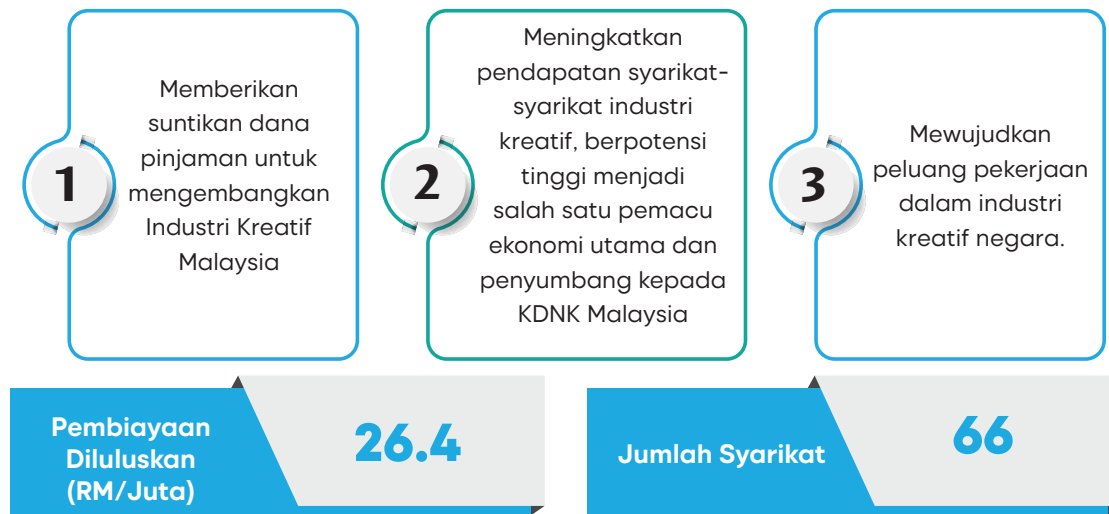 1
Memberikan
suntikan dana
pinjaman untuk
mengembangkan
Industri Kreatif
Malaysia
2
Meningkatkan
pendapatan syarikat-
syarikat industri
kreatif, berpotensi
tinggi menjadi
salah satu pemacu
ekonomi utama dan
penyumbang kepada
KDNK Malaysia
3
Mewujudkan
peluang pekerjaan
dalam industri
kreatif negara.
Pembiayaan
Diluluskan
(RM/Juta)
26.4
Jumlah Syarikat
66